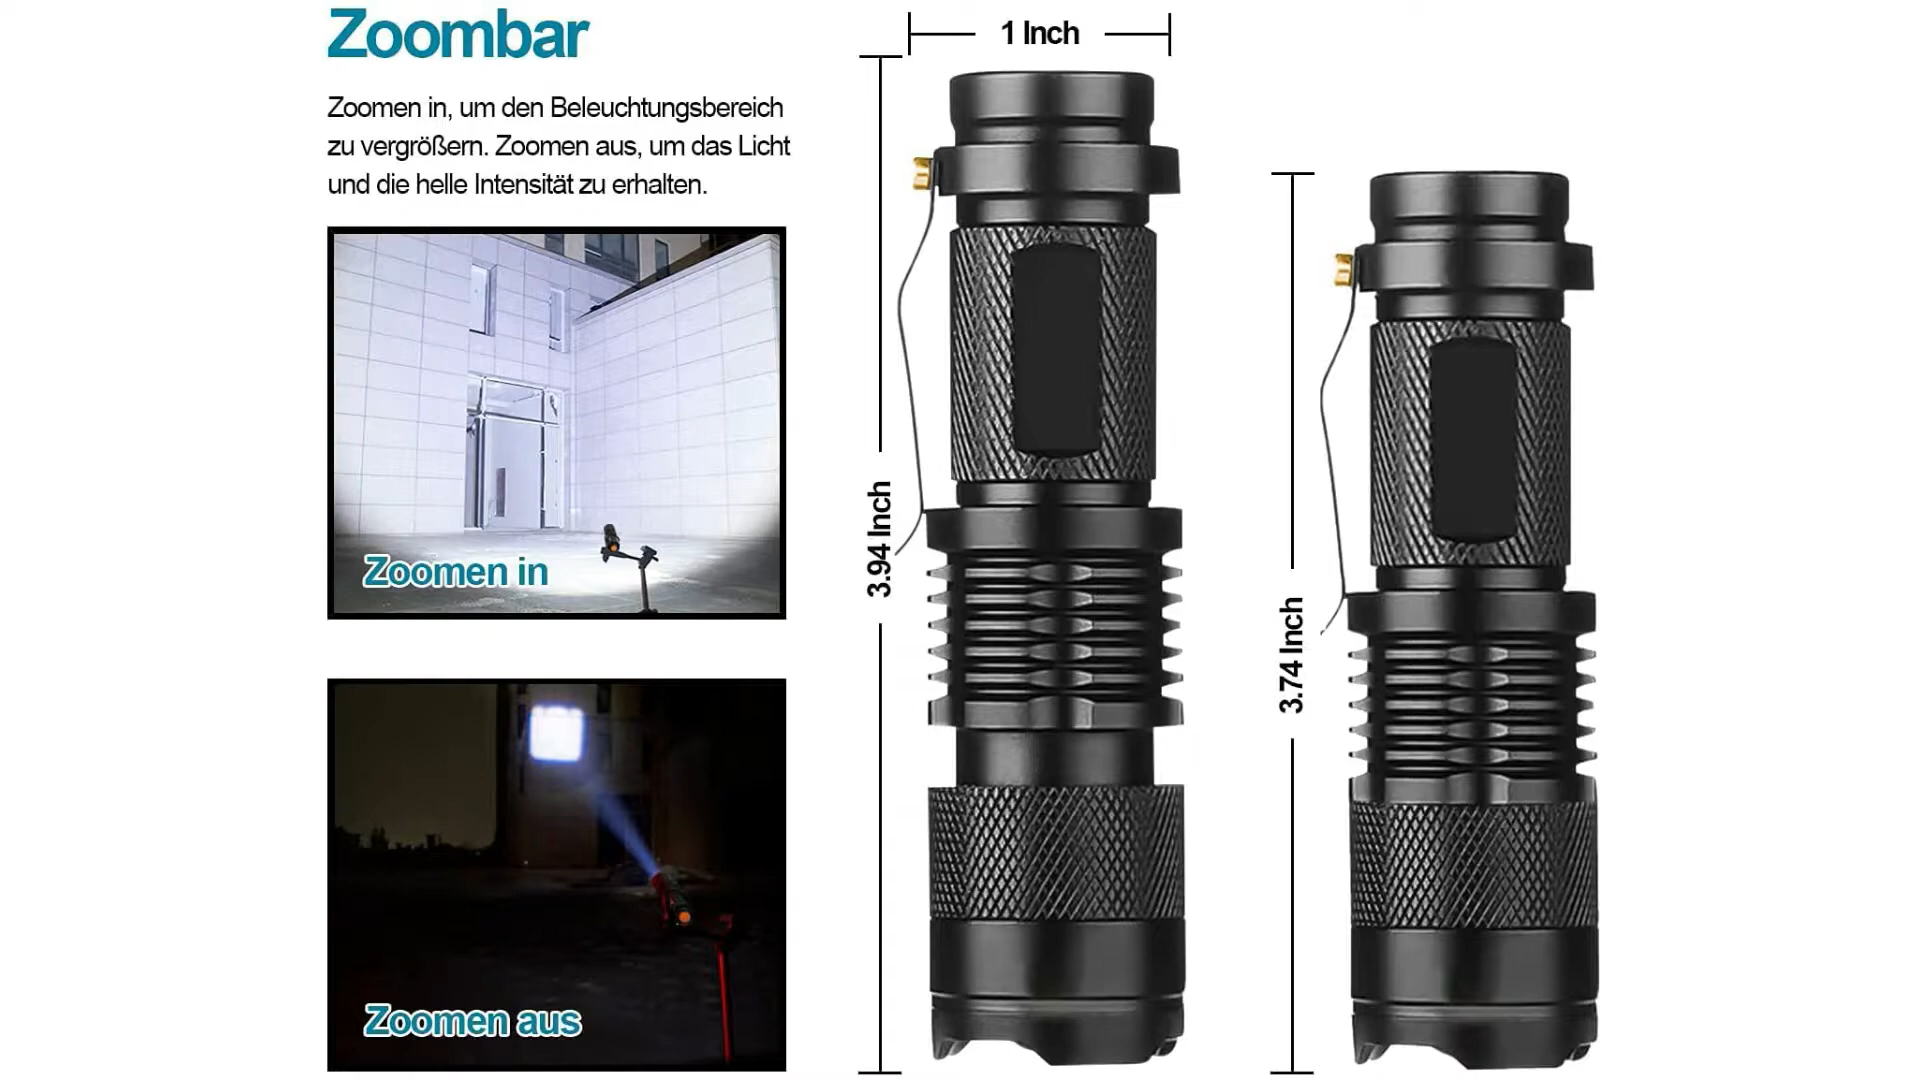 Zoombar
Zoomen in, um den Beleuchtungsbereich
zu vergrößern. Zoomen aus, um das Licht
und die helle Intensität zu erhalten.
Zoomen in
Zoomen aus
1 Inch
3.94 Inch
3.74 Inch